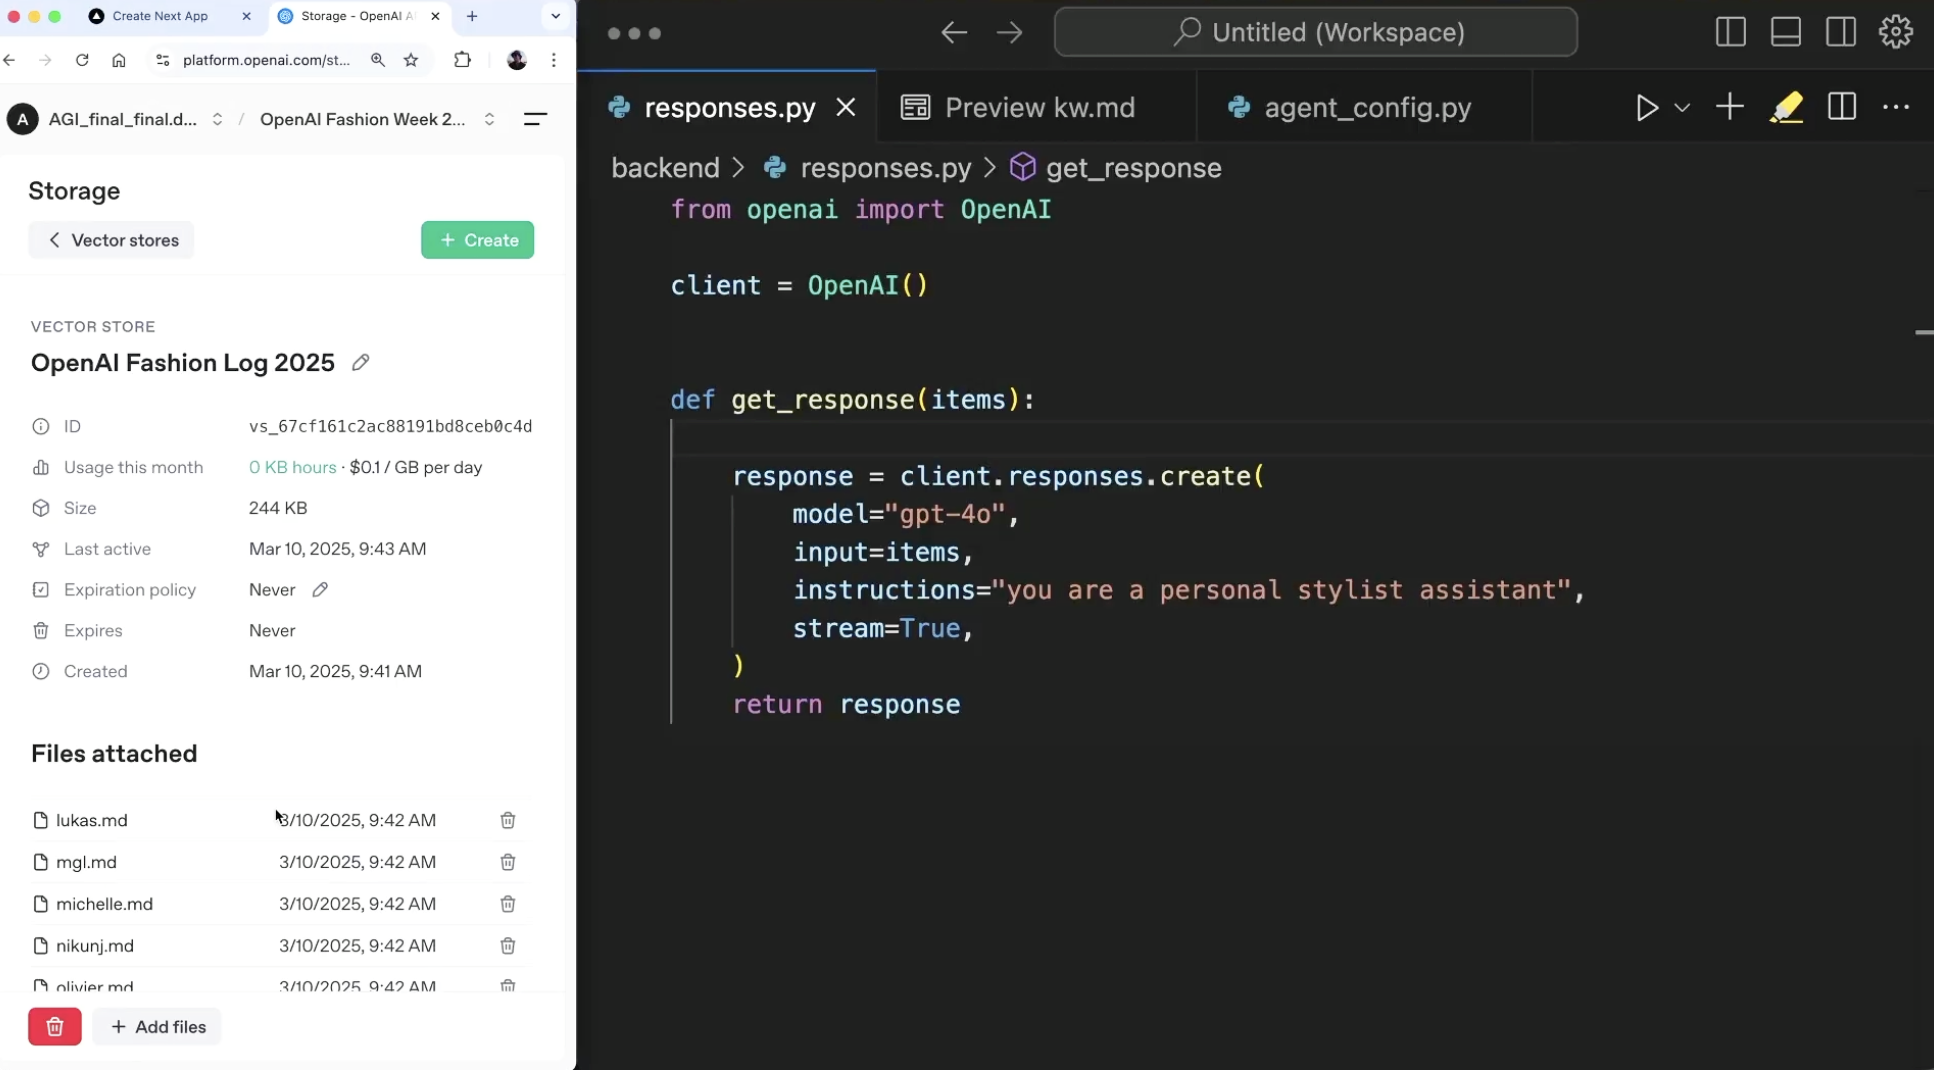 Create Next App
Storage - OpenAI A
platform.openai.com/st...
A AGI_final_final.d... / OpenAI Fashion Week 2...
Storage
Vector stores
+ Create
VECTOR STORE
OpenAI Fashion Log 2025
ID vs_67cf161c2ac88191bd8ceb0c4d
Usage this month 0 KB hours · $0.1 / GB per day
Size 244 KB
Last active Mar 10, 2025, 9:43 AM
Expiration policy Never
Expires Never
Created Mar 10, 2025, 9:41 AM
Files attached
lukas.md 3/10/2025, 9:42 AM
mgl.md 3/10/2025, 9:42 AM
michelle.md 3/10/2025, 9:42 AM
nikunj.md 3/10/2025, 9:42 AM
olivier.md 3/10/2025, 9:42 AM
+ Add files
Untitled (Workspace)
responses.py
Preview kw.md
agent_config.py
backend > responses.py > get_response
from openai import OpenAI
client = OpenAI()
def get_response(items):
response = client.responses.create(
model="gpt-4o",
input=items,
instructions="you are a personal stylist assistant",
stream=True,
)
return response